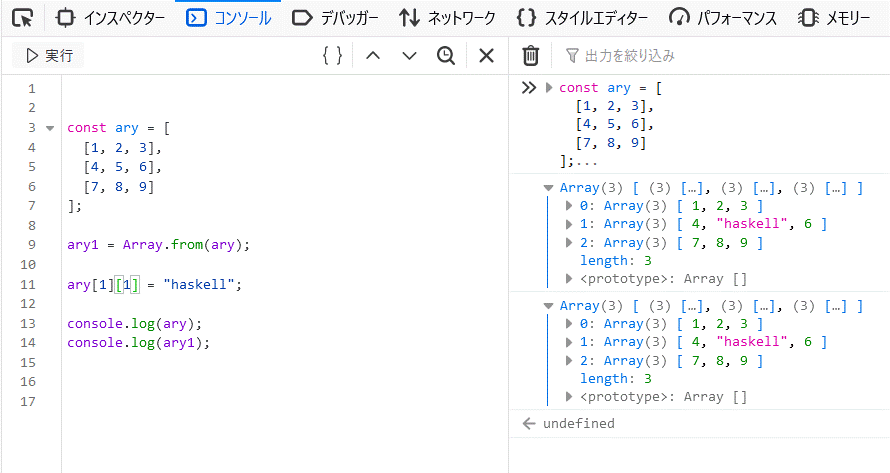 インスペクター コンソール デバッガー ネットワーク {} スタイルエディター パフォーマンス メモリー
実行 { }
出力を絞り込み
1
2
3 const ary = [
4 [1, 2, 3],
5 [4, 5, 6],
6 [7, 8, 9]
7 ];
8
9 ary1 = Array.from(ary);
10
11 ary[1][1] = "haskell";
12
13 console.log(ary);
14 console.log(ary1);
15
16
17
const ary = [
[1, 2, 3],
[4, 5, 6],
[7, 8, 9]
];...
Array(3) [ (3) […], (3) […], (3) […] ]
0: Array(3) [ 1, 2, 3 ]
1: Array(3) [ 4, "haskell", 6 ]
2: Array(3) [ 7, 8, 9 ]
length: 3
<prototype>: Array []
Array(3) [ (3) […], (3) […], (3) […] ]
0: Array(3) [ 1, 2, 3 ]
1: Array(3) [ 4, "haskell", 6 ]
2: Array(3) [ 7, 8, 9 ]
length: 3
<prototype>: Array []
undefined